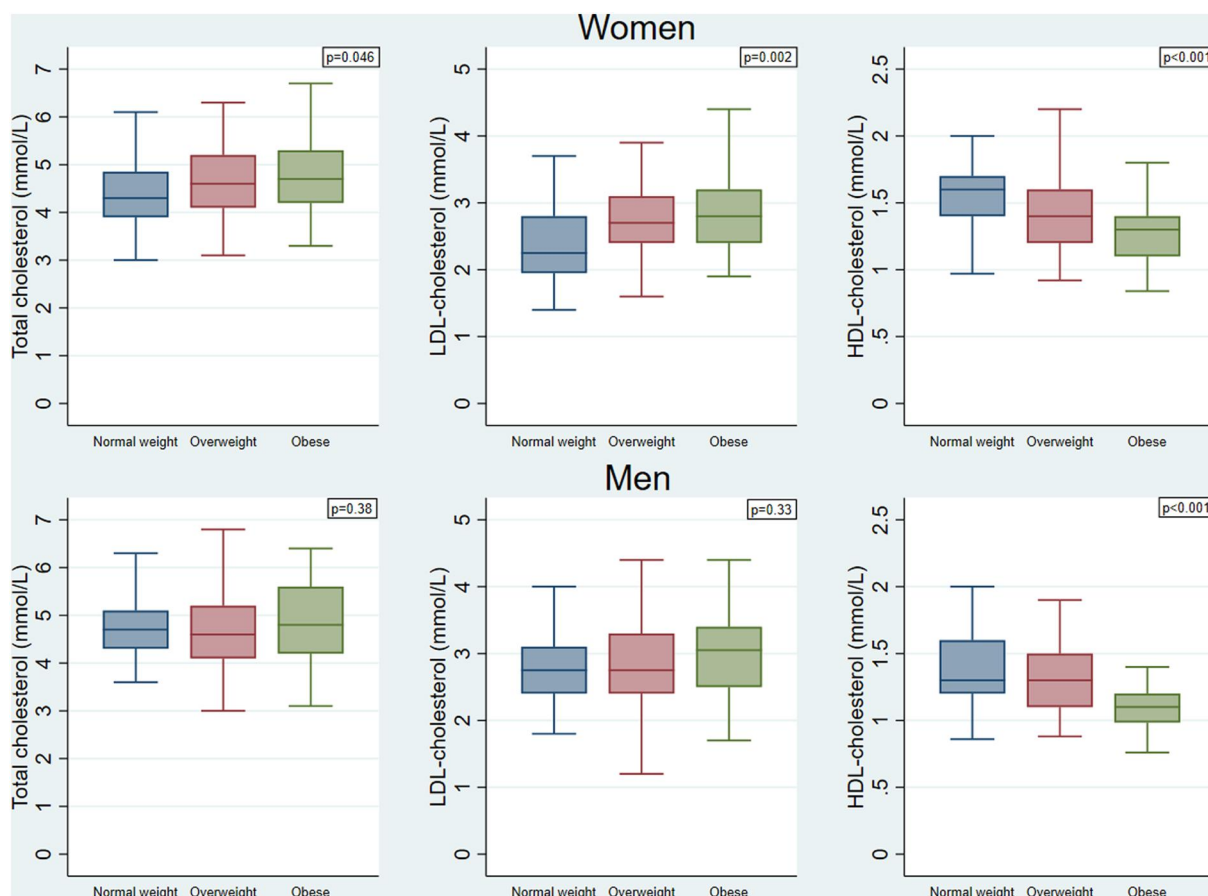 Women
Total cholesterol (mmol/L)
7
6
5
4
3
2
1
0
p=0.046
Normal weight Overweight Obese
LDL-cholesterol (mmol/L)
5
4
3
2
1
0
p=0.002
Normal weight Overweight Obese
HDL-cholesterol (mmol/L)
2.5
2
1.5
1
.5
0
p<0.001
Normal weight Overweight Obese
Men
Total cholesterol (mmol/L)
7
6
5
4
3
2
1
0
p=0.38
Normal weight Overweight Obese
LDL-cholesterol (mmol/L)
5
4
3
2
1
0
p=0.33
Normal weight Overweight Obese
HDL-cholesterol (mmol/L)
2.5
2
1.5
1
.5
0
p<0.001
Normal weight Overweight Obese